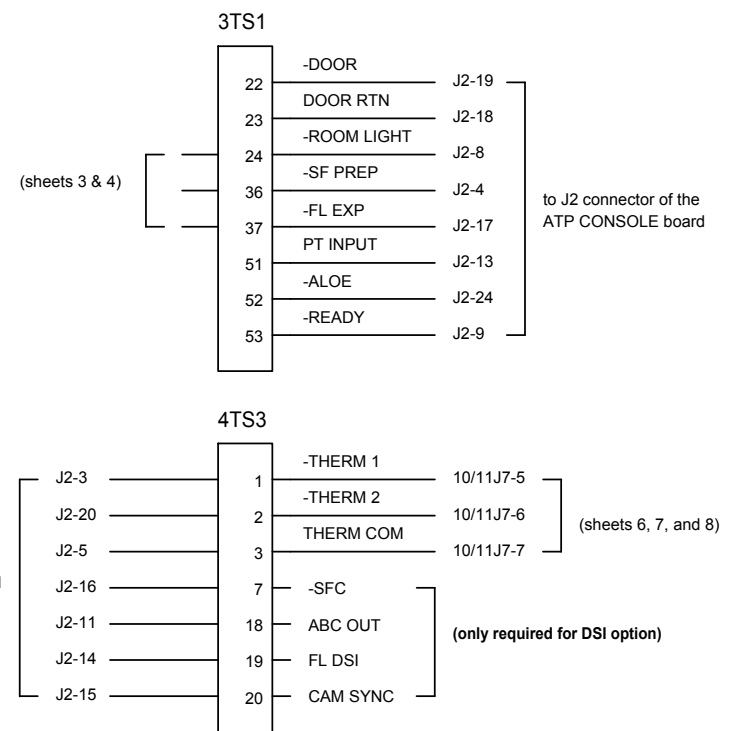 3TS1
-DOOR
22 J2-19
DOOR RTN
23 J2-18
-ROOM LIGHT
24 J2-8
(sheets 3 & 4)
-SF PREP
36 J2-4
to J2 connector of the
ATP CONSOLE board
-FL EXP
37 J2-17
PT INPUT
51 J2-13
-ALOE
52 J2-24
-READY
53 J2-9
4TS3
-THERM 1
J2-3 1 10/11J7-5
-THERM 2
J2-20 2 10/11J7-6
(sheets 6, 7, and 8)
THERM COM
J2-5 3 10/11J7-7
J2-16 7 -SFC
J2-11 18 ABC OUT
(only required for DSI option)
J2-14 19 FL DSI
J2-15 20 CAM SYNC